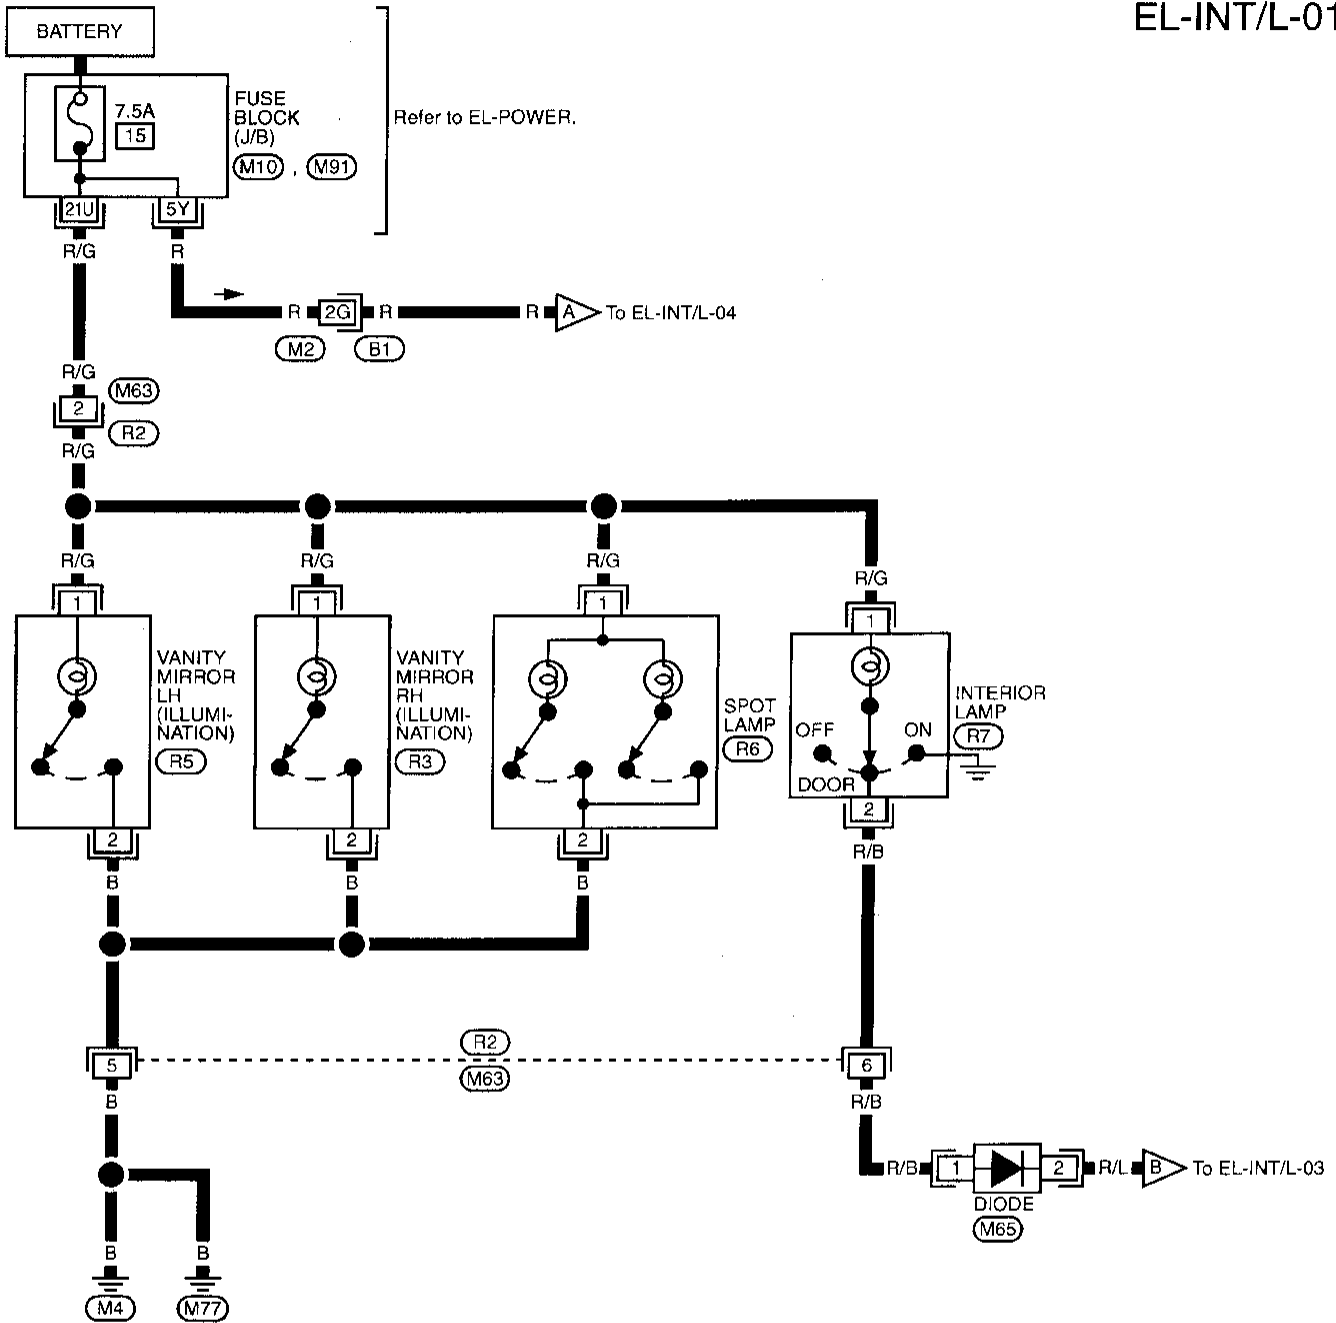 EL-INT/L-01
BATTERY
7.5A
15
FUSE
BLOCK
(J/B)
M10 , M91
Refer to EL-POWER.
21U
5Y
R/G
R
R
2G
R
R
A
To EL-INT/L-04
M2
B1
R/G
M63
2
R2
R/G
R/G
R/G
R/G
R/G
1
1
1
1
VANITY
MIRROR
LH
(ILLUMI-
NATION)
R5
VANITY
MIRROR
RH
(ILLUMI-
NATION)
R3
SPOT
LAMP
R6
OFF
ON
DOOR
INTERIOR
LAMP
R7
2
2
2
2
B
B
B
R/B
5
R2
M63
6
B
R/B
R/B
1
2
R/L
B
To EL-INT/L-03
DIODE
M65
B
B
M4
M77